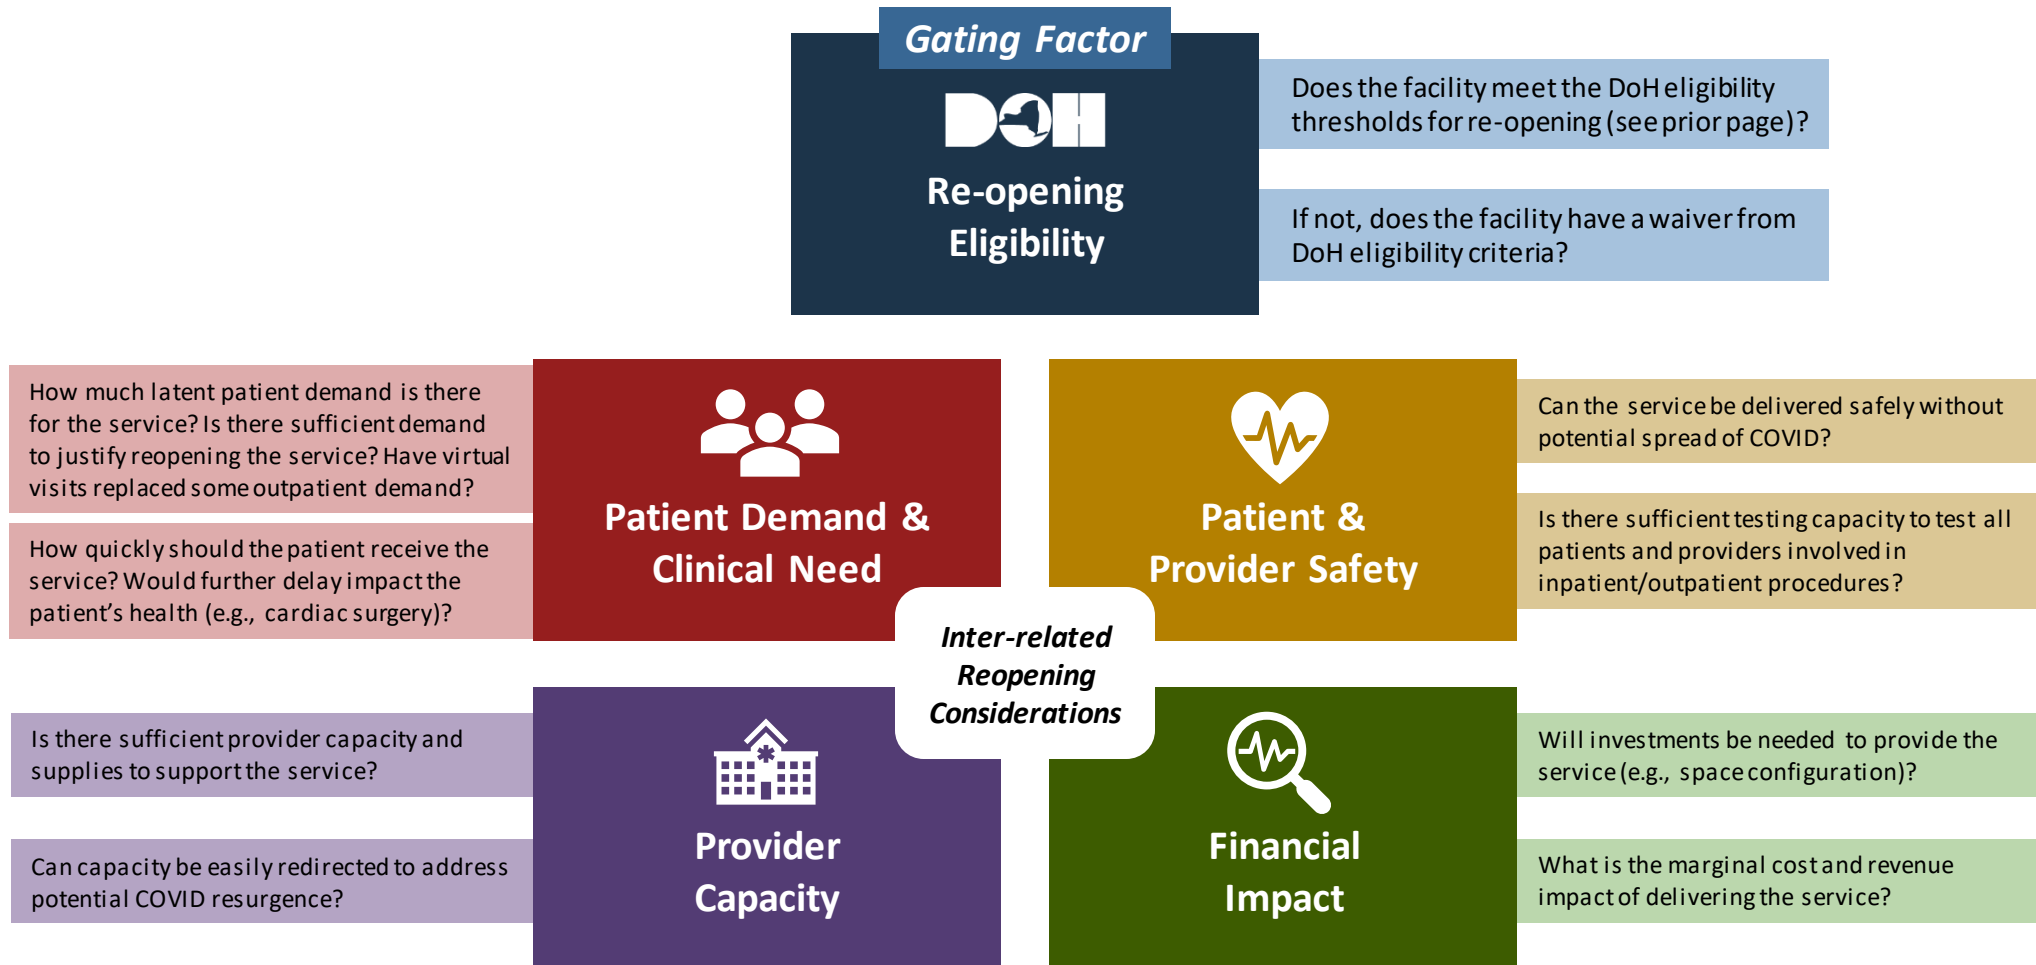 Gating Factor
DOH
Re-opening
Eligibility
Does the facility meet the DoH eligibility
thresholds for re-opening (see prior page)?
If not, does the facility have a waiver from
DoH eligibility criteria?
How much latent patient demand is there
for the service? Is there sufficient demand
to justify reopening the service? Have virtual
visits replaced some outpatient demand?
How quickly should the patient receive the
service? Would further delay impact the
patient’s health (e.g., cardiac surgery)?
Patient Demand &
Clinical Need
Patient &
Provider Safety
Can the service be delivered safely without
potential spread of COVID?
Is there sufficient testing capacity to test all
patients and providers involved in
inpatient/outpatient procedures?
Inter-related
Reopening
Considerations
Is there sufficient provider capacity and
supplies to support the service?
Can capacity be easily redirected to address
potential COVID resurgence?
Provider
Capacity
Financial
Impact
Will investments be needed to provide the
service (e.g., space configuration)?
What is the marginal cost and revenue
impact of delivering the service?